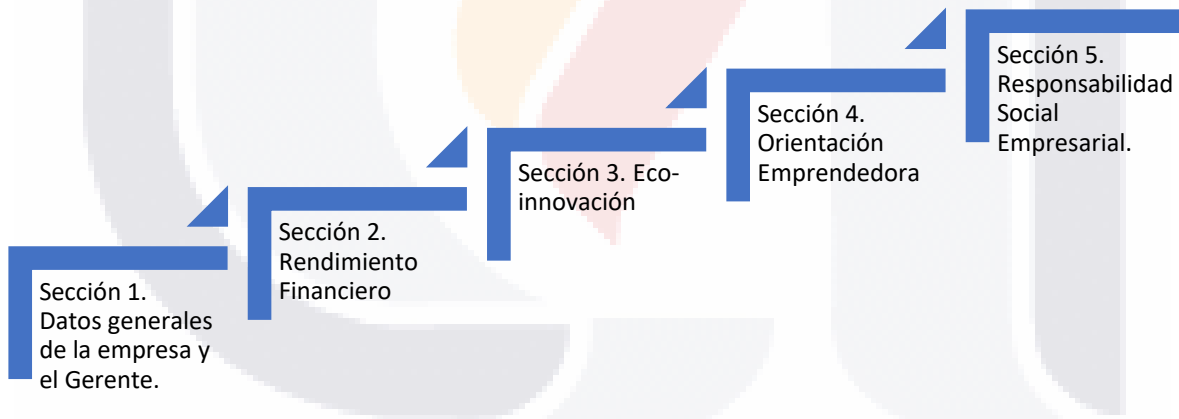 Sección 1.
Datos generales
de la empresa y
el Gerente.
Sección 2.
Rendimiento
Financiero
Sección 3. Eco-
innovación
Sección 4.
Orientación
Emprendedora
Sección 5.
Responsabilidad
Social
Empresarial.